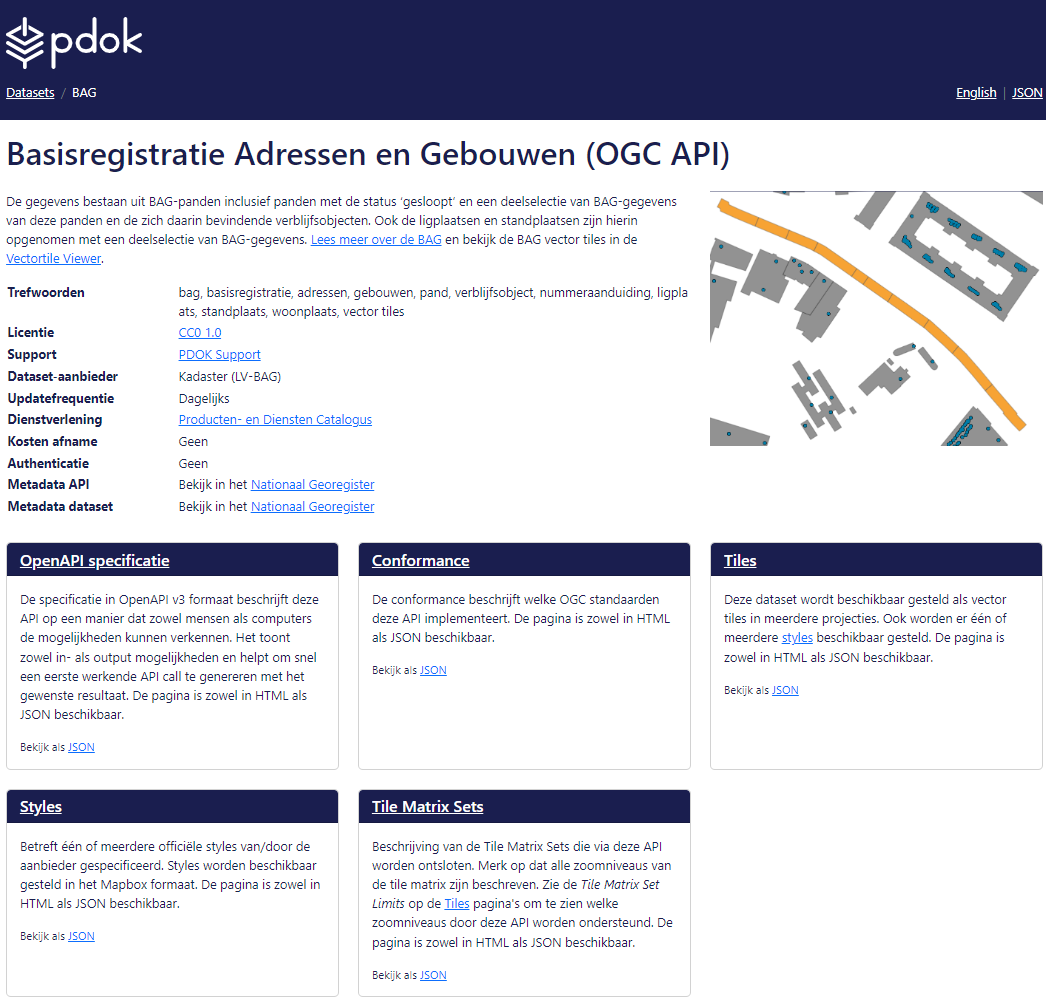 pdok
Datasets / BAG
English | JSON
Basisregistratie Adressen en Gebouwen (OGC API)
De gegevens bestaan uit BAG-panden inclusief panden met de status ‘gesloopt’ en een deelselectie van BAG-gegevens
van deze panden en de zich daarin bevindende verblijfsobjecten. Ook de ligplaatsen en standplaatsen zijn hierin
opgenomen met een deelselectie van BAG-gegevens. Lees meer over de BAG en bekijk de BAG vector tiles in de
Vectortile Viewer.
Trefwoorden bag, basisregistratie, adressen, gebouwen, pand, verblijfsobject, nummeraanduiding, ligpla
ats, standplaats, woonplaats, vector tiles
Licentie CC0 1.0
Support PDOK Support
Dataset-aanbieder Kadaster (LV-BAG)
Updatefrequentie Dagelijks
Dienstverlening Producten- en Diensten Catalogus
Kosten afname Geen
Authenticatie Geen
Metadata API Bekijk in het Nationaal Georegister
Metadata dataset Bekijk in het Nationaal Georegister
OpenAPI specificatie
De specificatie in OpenAPI v3 formaat beschrijft deze
API op een manier dat zowel mensen als computers
de mogelijkheden kunnen verkennen. Het toont
zowel in- als output mogelijkheden en helpt om snel
een eerste werkende API call te genereren met het
gewenste resultaat. De pagina is zowel in HTML als
JSON beschikbaar.
Bekijk als JSON
Conformance
De conformance beschrijft welke OGC standaarden
deze API implementeert. De pagina is zowel in HTML
als JSON beschikbaar.
Bekijk als JSON
Tiles
Deze dataset wordt beschikbaar gesteld als vector
tiles in meerdere projecties. Ook worden er één of
meerdere styles beschikbaar gesteld. De pagina is
zowel in HTML als JSON beschikbaar.
Bekijk als JSON
Styles
Betreft één of meerdere officiële styles van/door de
aanbieder gespecificeerd. Styles worden beschikbaar
gesteld in het Mapbox formaat. De pagina is zowel in
HTML als JSON beschikbaar.
Bekijk als JSON
Tile Matrix Sets
Beschrijving van de Tile Matrix Sets die via deze API
worden ontsloten. Merk op dat alle zoomniveaus van
de tile matrix zijn beschreven. Zie de Tile Matrix Set
Limits op de Tiles pagina's om te zien welke
zoomniveaus door deze API worden ondersteund. De
pagina is zowel in HTML als JSON beschikbaar.
Bekijk als JSON